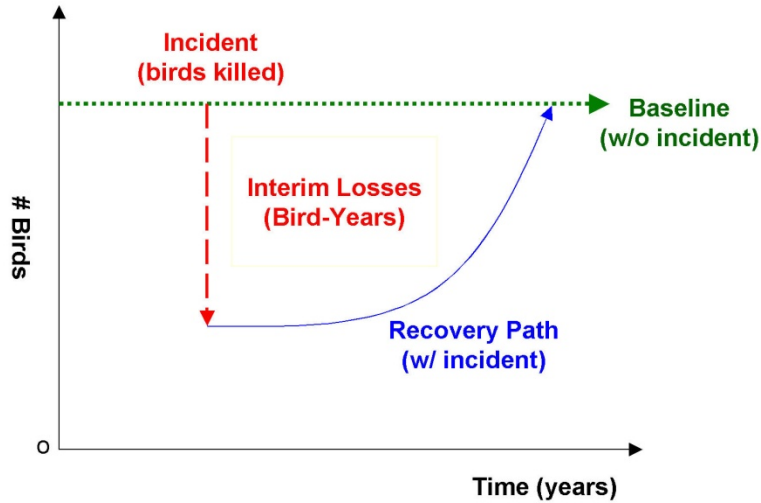 Incident
(birds killed)
Baseline
(w/o incident)
Interim Losses
(Bird-Years)
# Birds
Recovery Path
(w/ incident)
O
Time (years)